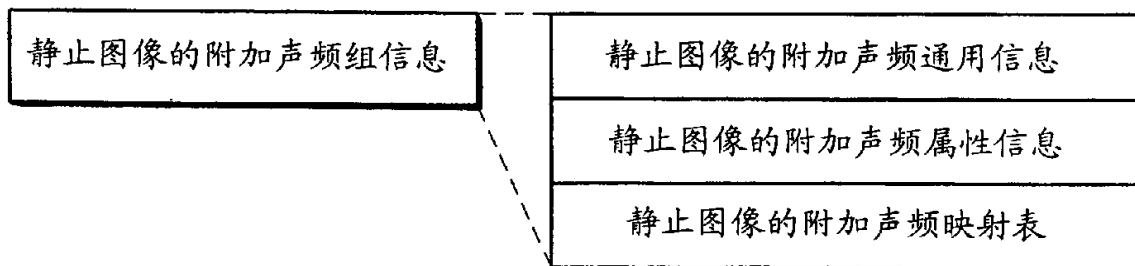 静止图像的附加声频组信息
静止图像的附加声频通用信息
静止图像的附加声频属性信息
静止图像的附加声频映射表